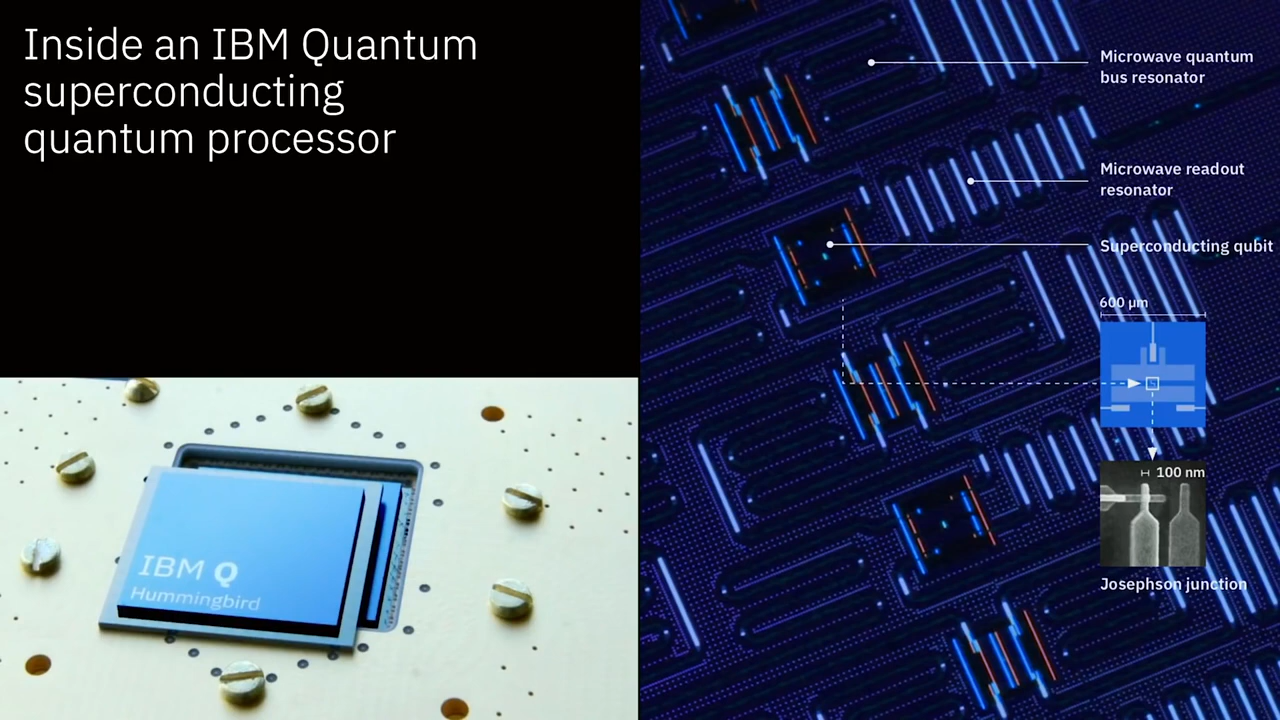 Inside an IBM Quantum
superconducting
quantum processor
IBM Q
Hummingbird
Microwave quantum
bus resonator
Microwave readout
resonator
Superconducting qubit
600 μm
100 nm
Josephson junction